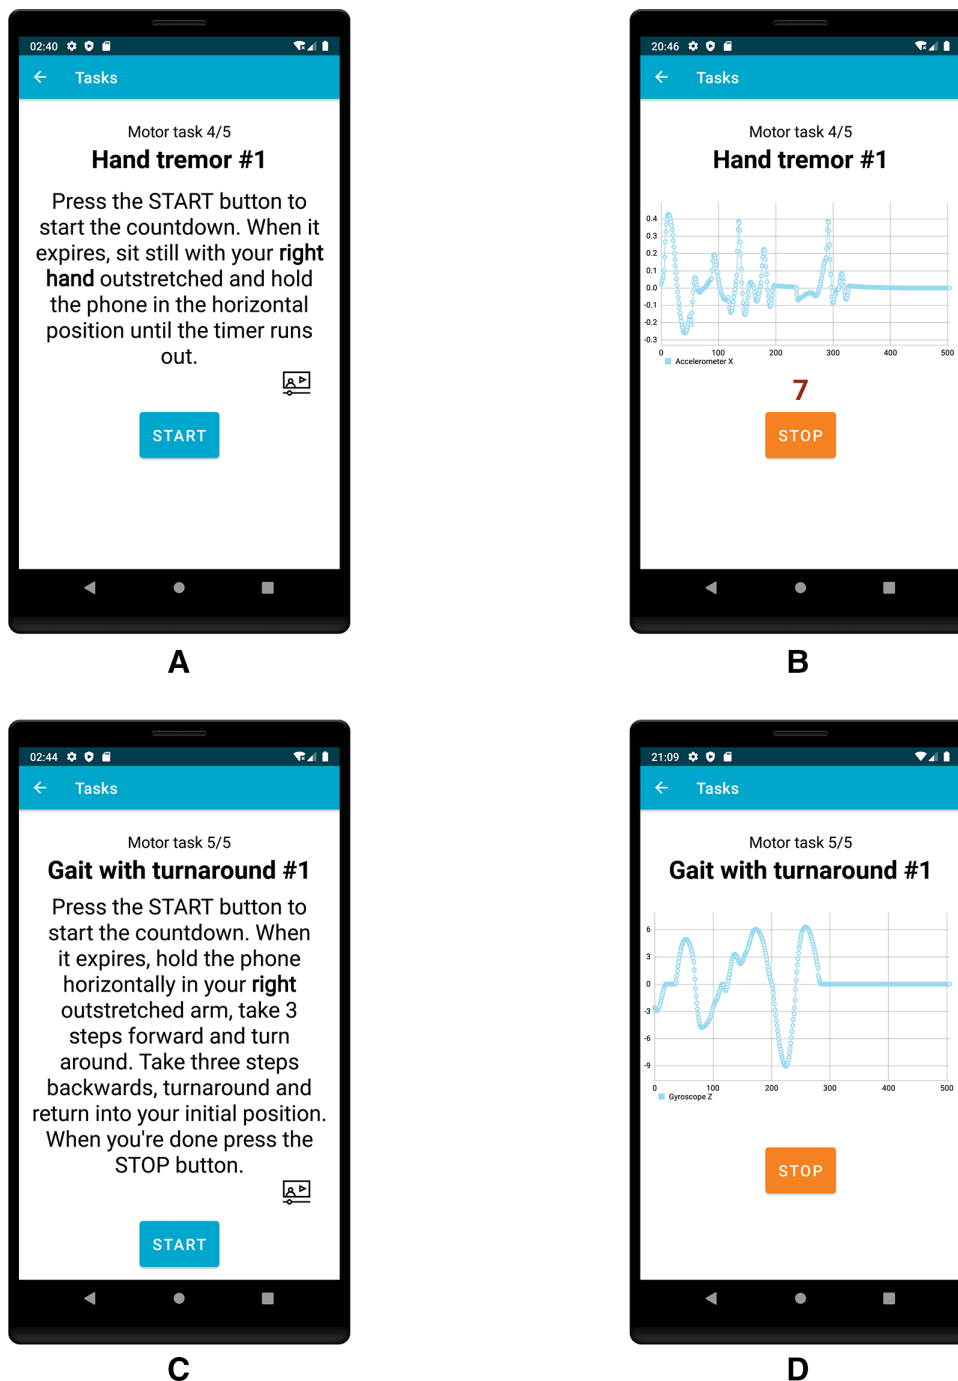 02:40
Tasks
Motor task 4/5
Hand tremor #1
Press the START button to
start the countdown. When it
expires, sit still with your right
hand outstretched and hold
the phone in the horizontal
position until the timer runs
out.
START
A
20:46
Tasks
Motor task 4/5
Hand tremor #1
0.4
0.3
0.2
0.1
0.0
-0.1
-0.2
-0.3
0 100 200 300 400 500
Accelerometer X
7
STOP
B
02:44
Tasks
Motor task 5/5
Gait with turnaround #1
Press the START button to
start the countdown. When
it expires, hold the phone
horizontally in your right
outstretched arm, take 3
steps forward and turn
around. Take three steps
backwards, turnaround and
return into your initial position.
When you're done press the
STOP button.
START
C
21:09
Tasks
Motor task 5/5
Gait with turnaround #1
6
3
0
-3
-6
-9
0 100 200 300 400 500
Gyroscope Z
STOP
D